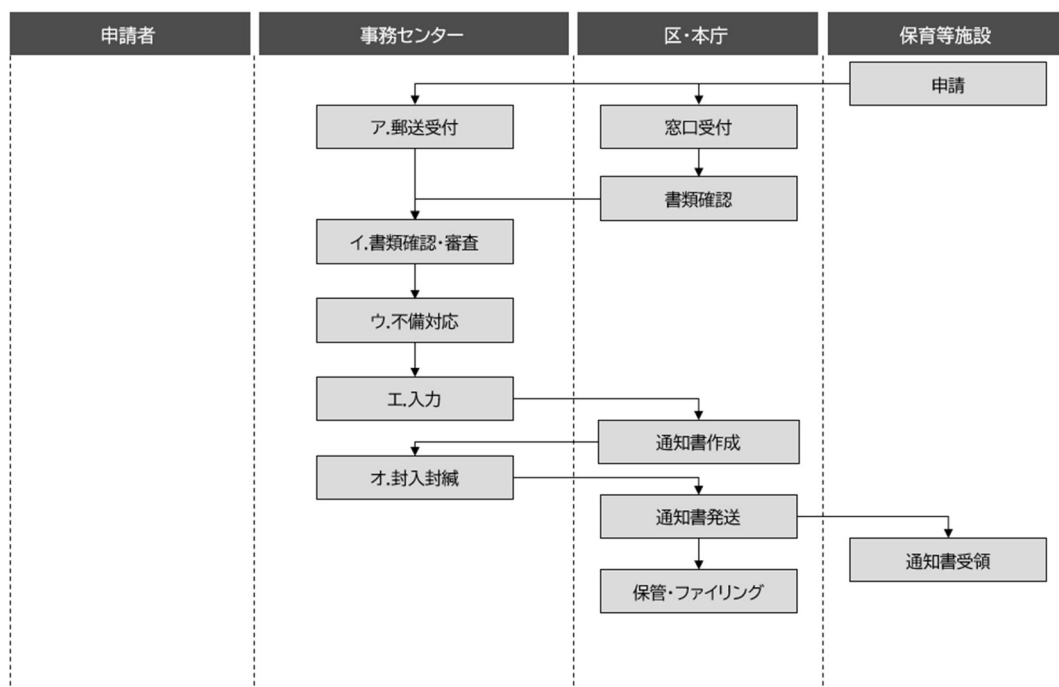 申請者
事務センター
区・本庁
保育等施設
申請
ア.郵送受付
窓口受付
書類確認
イ.書類確認・審査
ウ.不備対応
エ.入力
通知書作成
オ.封入封緘
通知書発送
通知書受領
保管・ファイリング